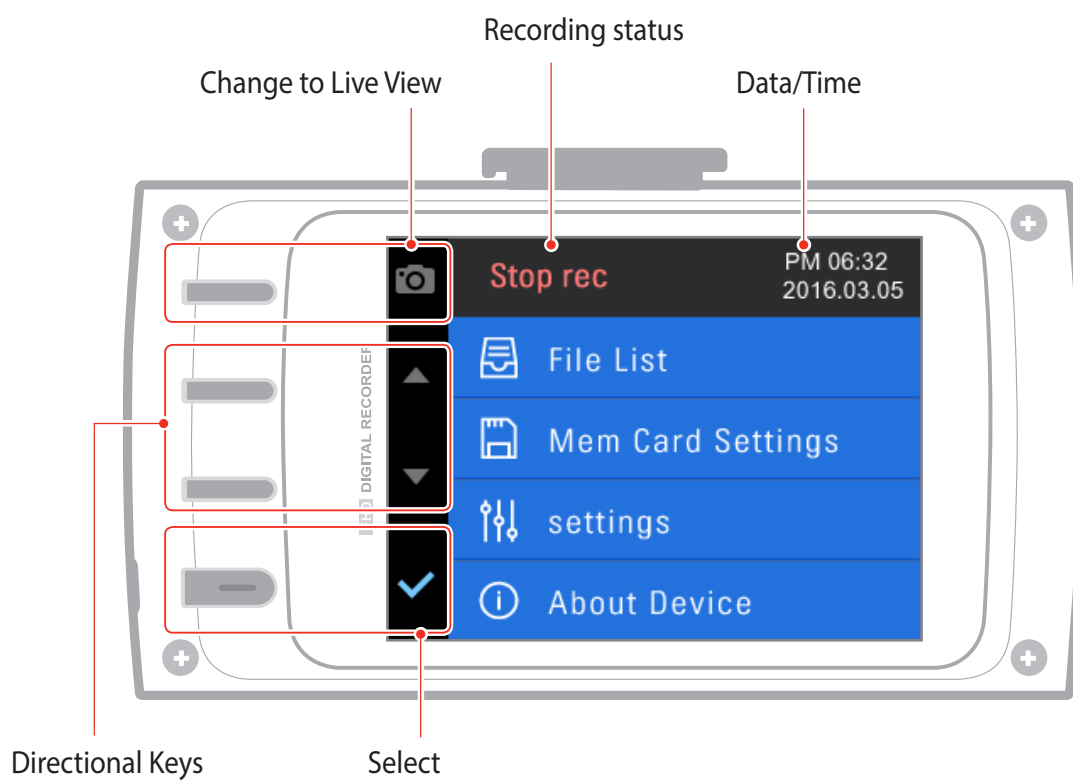 Recording status
Change to Live View
Data/Time
Stop rec
PM 06:32
2016.03.05
File List
Mem Card Settings
settings
About Device
DIGITAL RECORDER
Directional Keys
Select